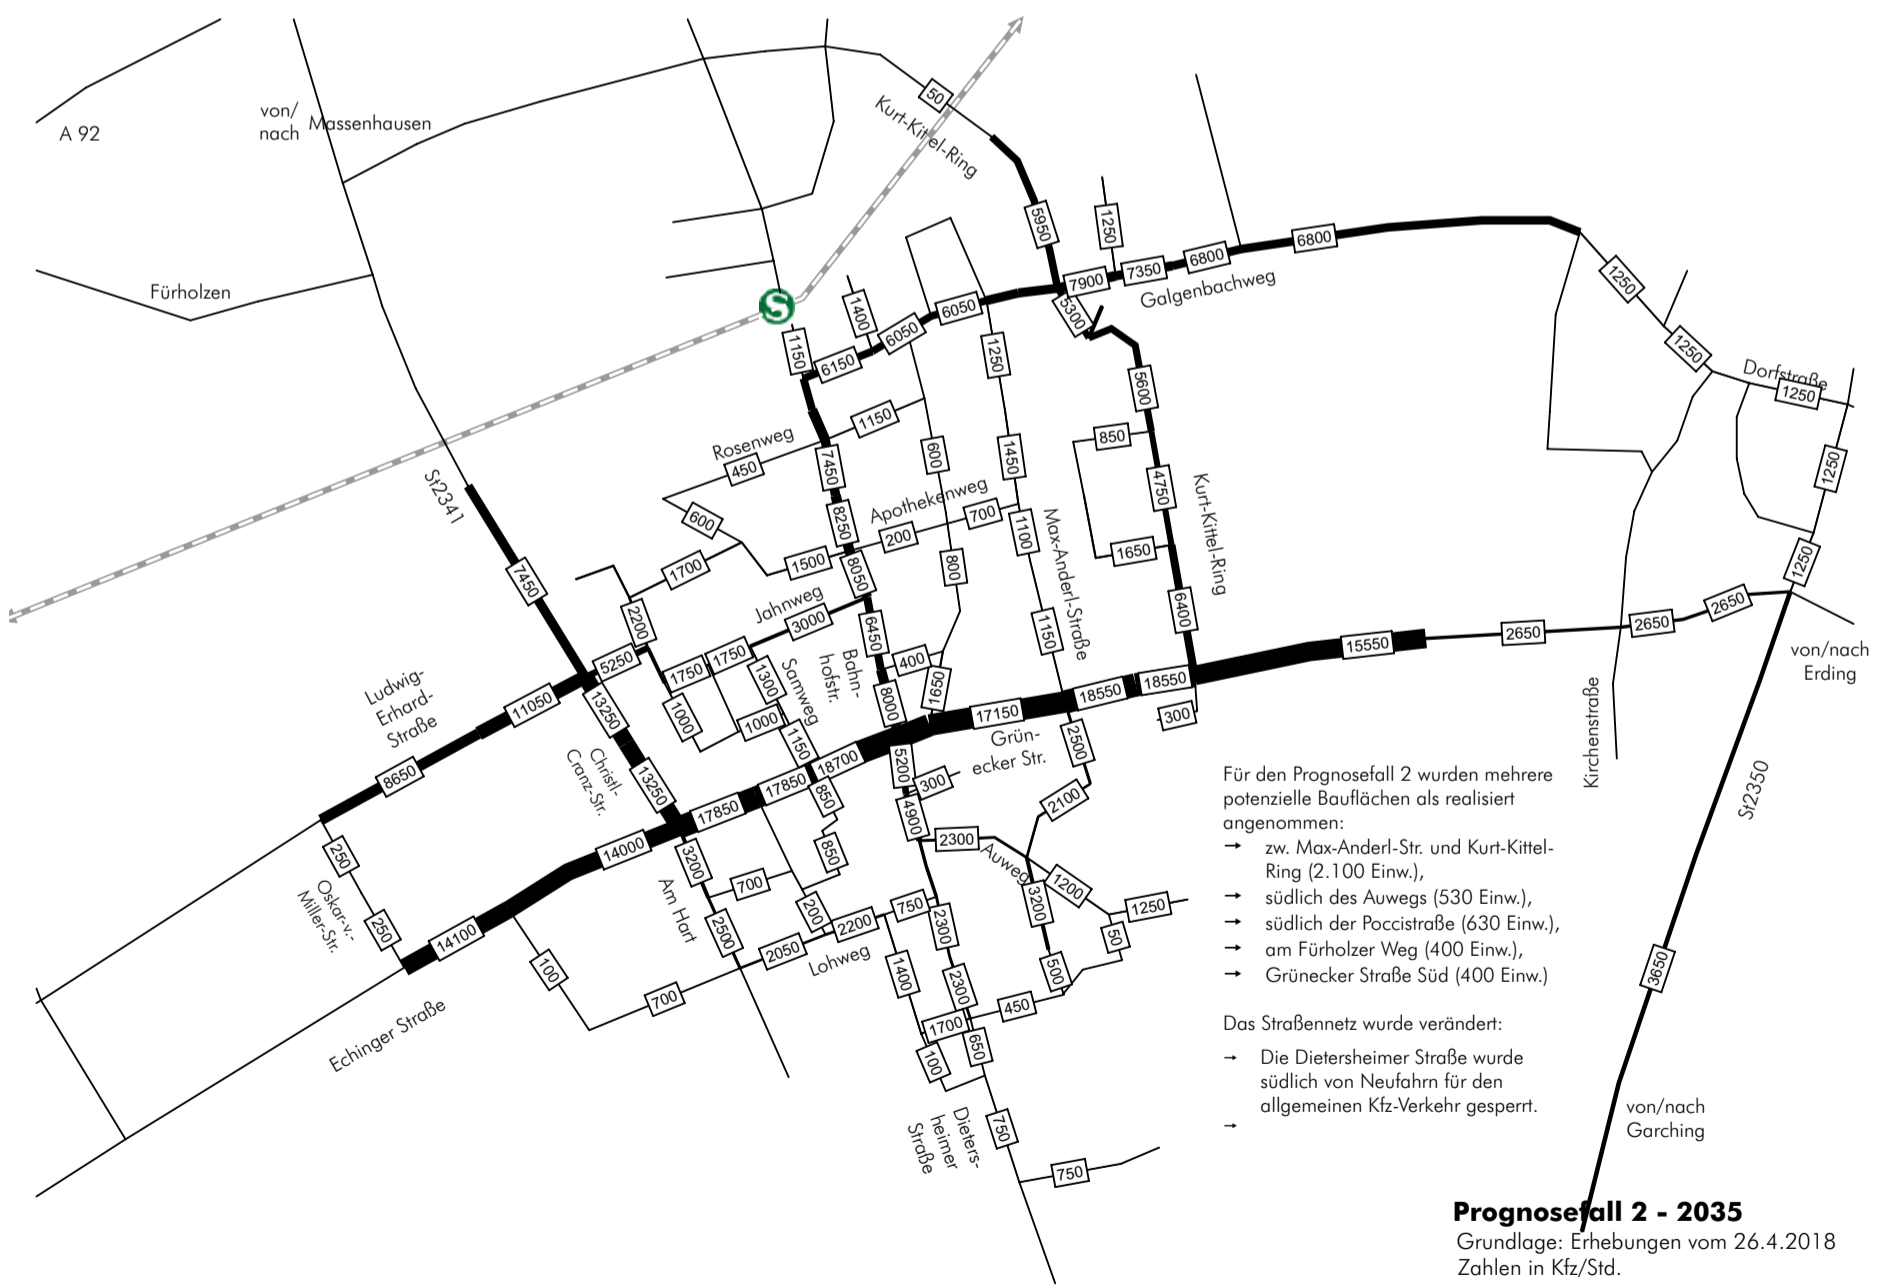 50
von/
nach Massenhausen
A 92
Kurt-Kittel-Ring
5950
1250
6800
6800
7350
7900
Galgenbachweg
1250
Fürholzen
S
1400
6050
6050
5300
1150
6150
1250
1250
Dorfstraße
1250
5600
1150
Rosenweg
450
850
600
1450
7450
4750
Kurt-Kittel-Ring
1250
St2341
Apothekenweg
700
200
600
8250
1100
Max-Anderl-Straße
1650
1500
8050
800
1700
1250
7450
Jahnweg
3000
2200
6450
1150
6400
2650
2650
2650
15550
5250
1750
1750
1300
Samweg
Bahn-
hofstr.
400
1650
8000
von/nach
Erding
Ludwig-
Erhard-
Straße
11050
13250
1000
1000
1150
17150
18550
18550
300
Kirchenstraße
Grün-
ecker Str.
2500
8650
Christl-
Cranz-Str.
13250
18700
17850
17850
850
5200
300
4900
2100
St2350
14000
3200
850
2300
Auweg
1200
250
Oskar-v.-
Miller-Str.
250
700
200
750
2200
2300
3200
1250
50
Am Hart
2500
2050
Lohweg
14100
100
700
1400
2300
500
450
1700
650
100
Echinger Straße
Dieters-
heimer
Straße
750
750
3650
von/nach
Garching
Für den Prognosefall 2 wurden mehrere
potenzielle Bauflächen als realisiert
angenommen:
→ zw. Max-Anderl-Str. und Kurt-Kittel-
Ring (2.100 Einw.),
→ südlich des Auwegs (530 Einw.),
→ südlich der Poccistraße (630 Einw.),
→ am Fürholzer Weg (400 Einw.),
→ Grünecker Straße Süd (400 Einw.)
Das Straßennetz wurde verändert:
→ Die Dietersheimer Straße wurde
südlich von Neufahrn für den
allgemeinen Kfz-Verkehr gesperrt.
→
Prognosefall 2 - 2035
Grundlage: Erhebungen vom 26.4.2018
Zahlen in Kfz/Std.